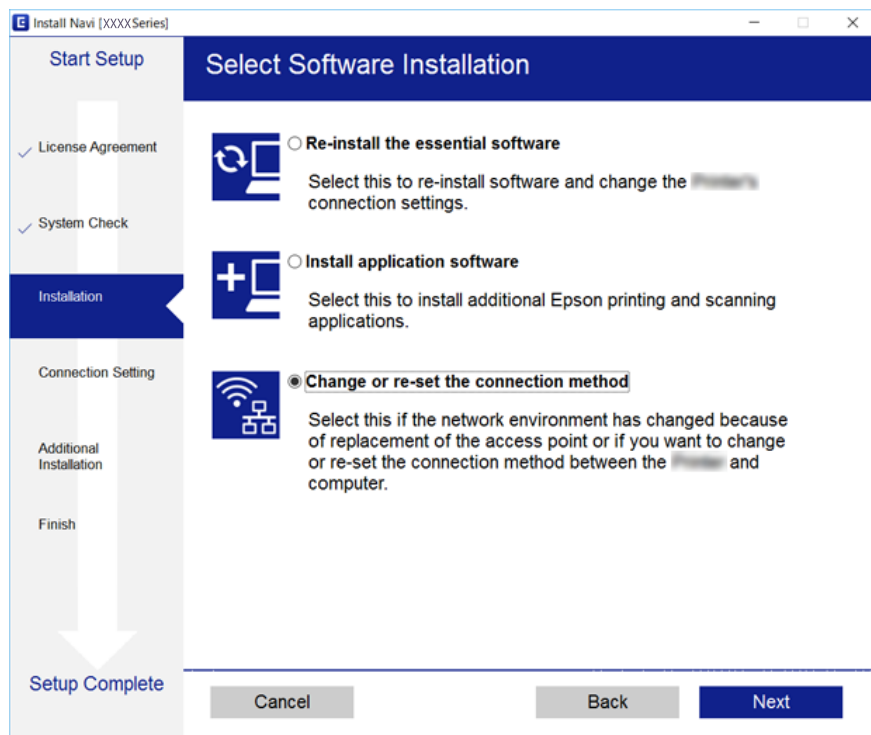 E Install Navi [XXXX Series]
Start Setup
License Agreement
System Check
Installation
Connection Setting
Additional
Installation
Finish
Setup Complete
Select Software Installation
Re-install the essential software
Select this to re-install software and change the
connection settings.
Install application software
Select this to install additional Epson printing and scanning
applications.
Change or re-set the connection method
Select this if the network environment has changed because
of replacement of the access point or if you want to change
or re-set the connection method between the and
computer.
Cancel
Back
Next